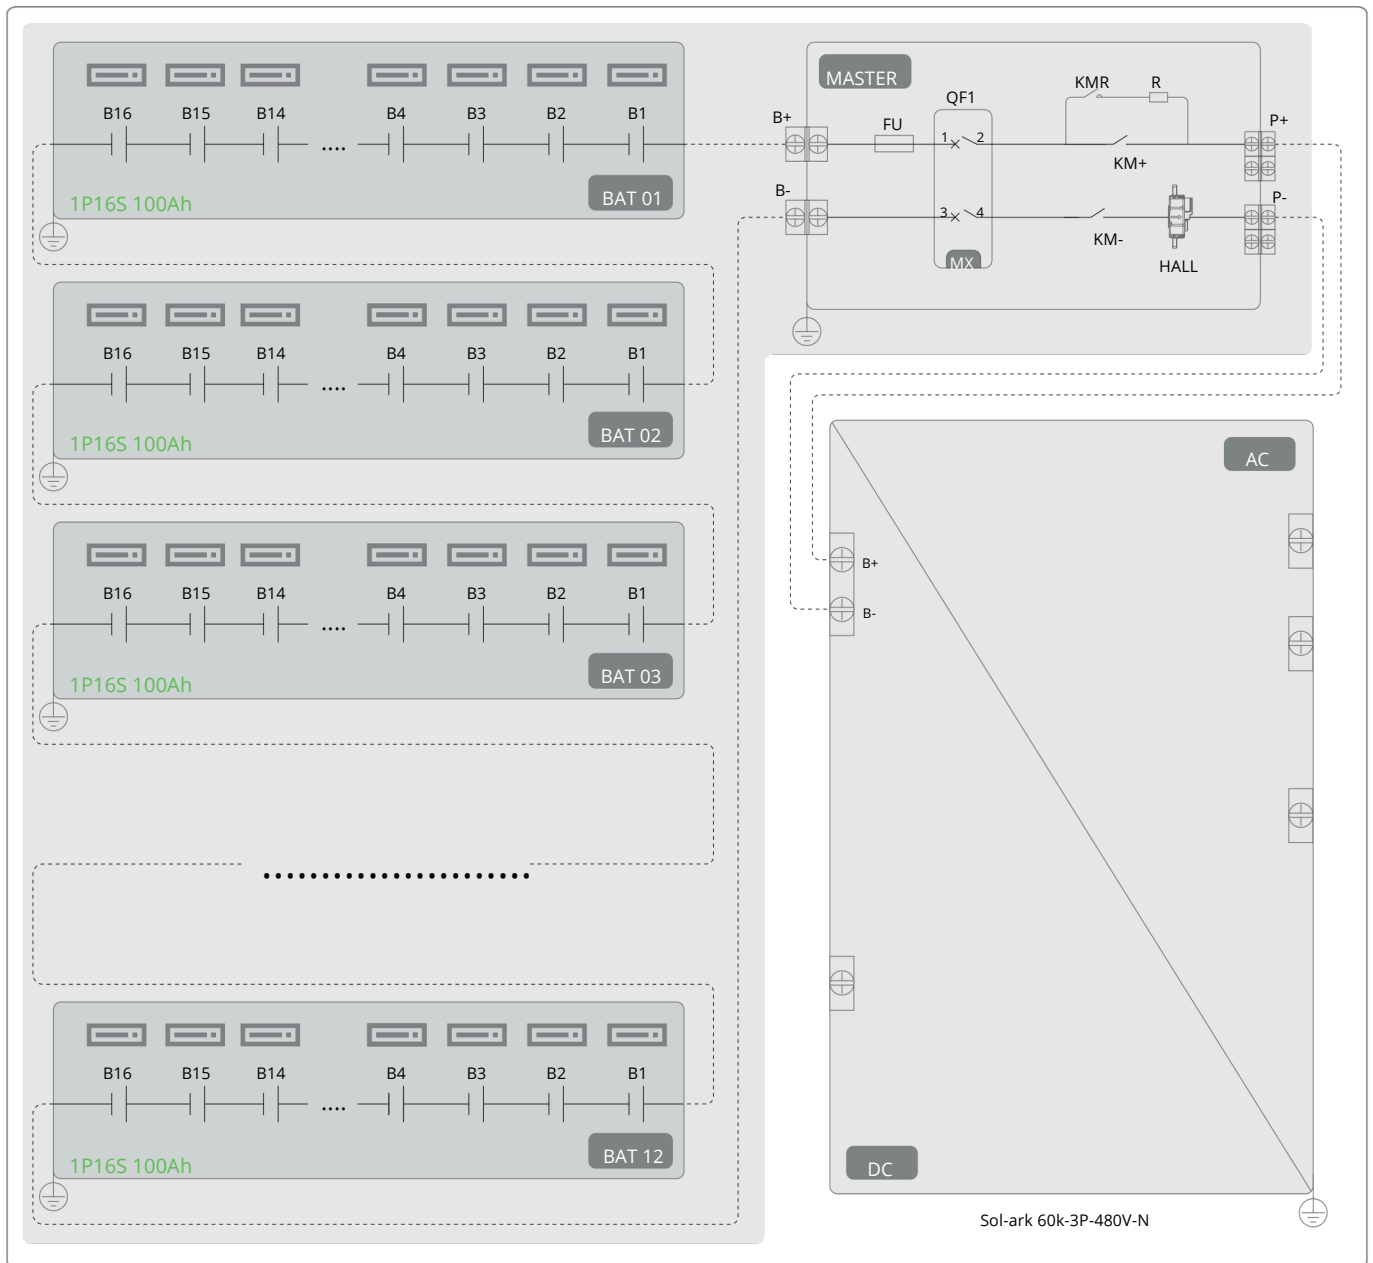 B16 B15 B14 B4 B3 B2 B1
....
1P16S 100Ah
BAT 01
MASTER
B+
B-
FU
QF1
1 2
3 4
MX
KMR R
KM+
KM-
HALL
P+
P-
B16 B15 B14 B4 B3 B2 B1
....
1P16S 100Ah
BAT 02
B16 B15 B14 B4 B3 B2 B1
....
1P16S 100Ah
BAT 03
B16 B15 B14 B4 B3 B2 B1
....
1P16S 100Ah
BAT 12
AC
B+
B-
DC
Sol-ark 60k-3P-480V-N